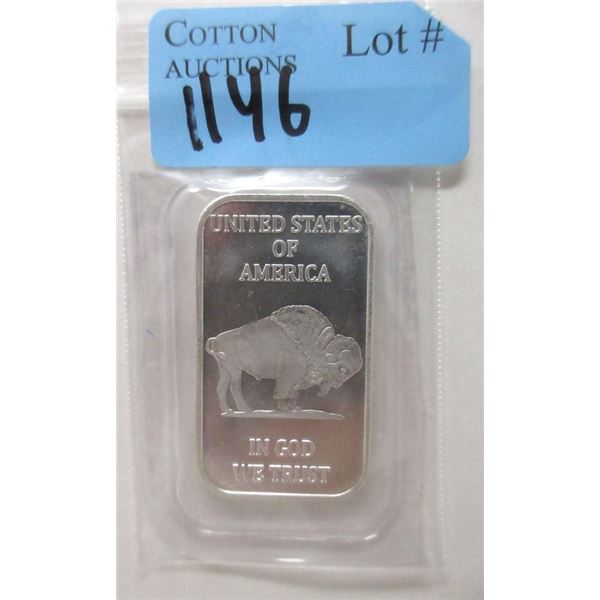 COTTON AUCTIONS
Lot #
1146
UNITED STATES
OF
AMERICA
IN GOD
WE TRUST